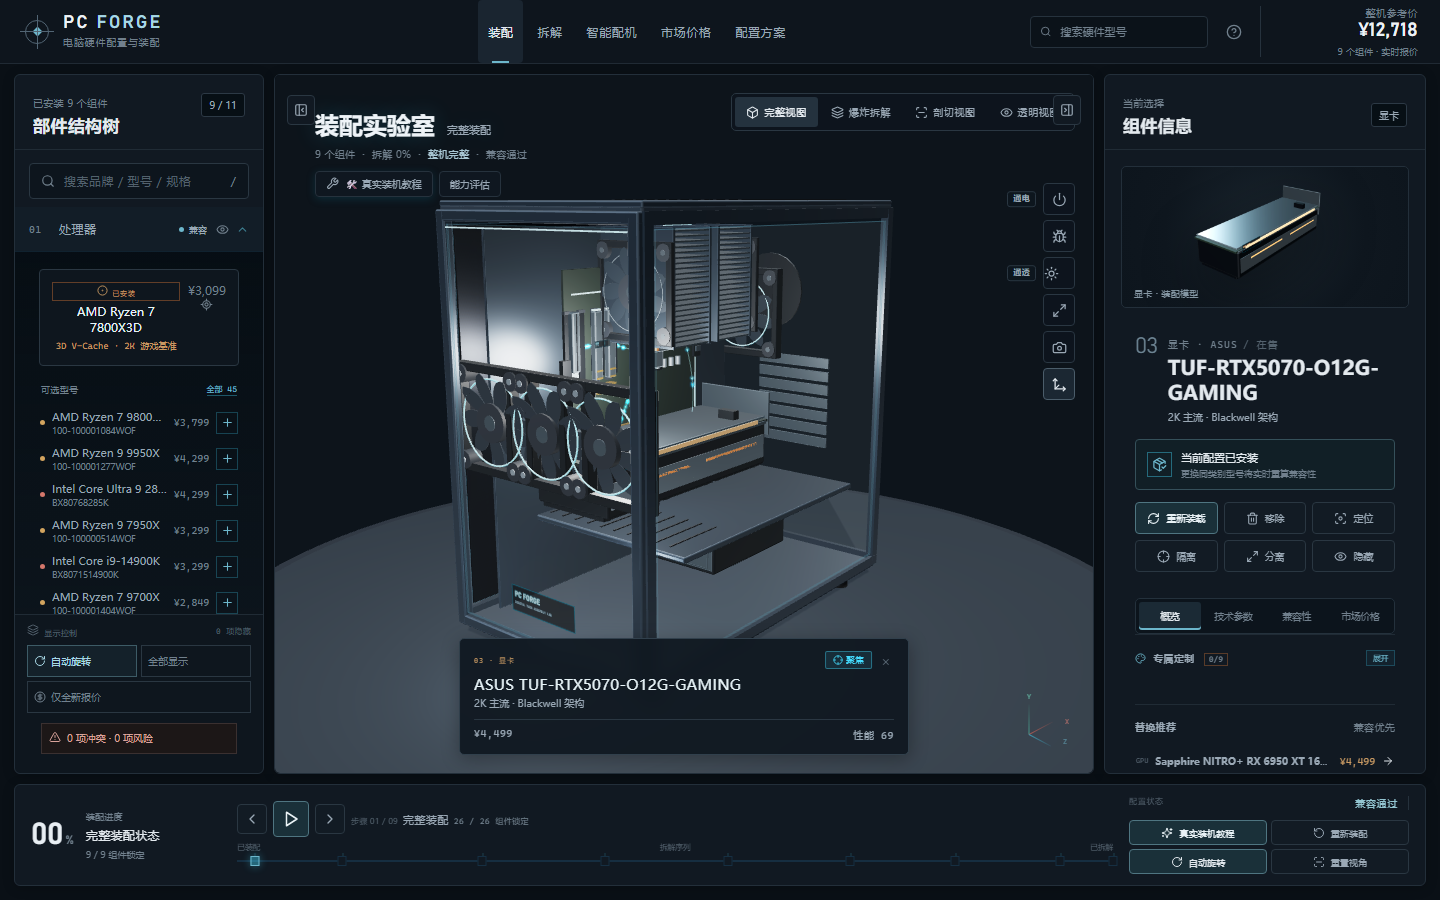 PC FORGE
电脑硬件配置与装配
装配
拆解
智能配机
市场价格
配置方案
搜索硬件型号
整机参考价
¥12,718
9 个组件 · 实时报价
已安装 9 个组件
部件结构树
9 / 11
搜索品牌 / 型号 / 规格
/
01 处理器
兼容
已安装
¥3,099
AMD Ryzen 7
7800X3D
3D V-Cache · 2K 游戏基准
可选型号
全部 45
AMD Ryzen 7 9800...
100-100001084WOF
¥3,799
AMD Ryzen 9 9950X
100-100001277WOF
¥4,299
Intel Core Ultra 9 28...
BX80768285K
¥4,299
AMD Ryzen 9 7950X
100-100000514WOF
¥3,299
Intel Core i9-14900K
BX8071514900K
¥3,299
AMD Ryzen 7 9700X
100-100001404WOF
¥2,849
显示控制
0 项隐藏
自动旋转
全部显示
仅全新报价
0 项冲突 · 0 项风险
装配实验室
完整装配
9 个组件 · 拆解 0% · 整机完整 · 兼容通过
🛠 真实装机教程
能力评估
完整视图
爆炸拆解
剖切视图
透明视
通电
通透
PC FORGE
03 · 显卡
聚焦
×
ASUS TUF-RTX5070-O12G-GAMING
2K 主流 · Blackwell 架构
¥4,499
性能 69
Y
X
Z
当前选择
组件信息
显卡
显卡 · 装配模型
03
显卡 · ASUS / 在售
TUF-RTX5070-O12G-
GAMING
2K 主流 · Blackwell 架构
当前配置已安装
更换同类别型号将实时重算兼容性
重新装载
移除
定位
隔离
分离
隐藏
概览
技术参数
兼容性
市场价格
专属定制
0/9
展开
替换推荐
兼容优先
GPU
Sapphire NITRO+ RX 6950 XT 16...
¥4,499
00%
装配进度
完整装配状态
9 / 9 组件锁定
步骤 01 / 09
完整装配
26 / 26 组件锁定
已装配
拆解序列
已拆解
配置状态
兼容通过
真实装机教程
重新装配
自动旋转
重置视角